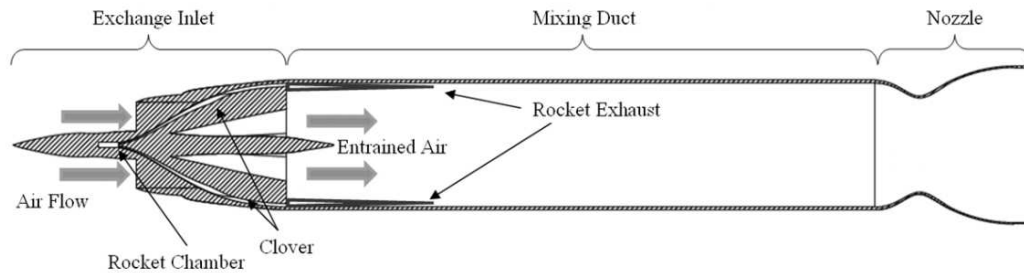 Exchange Inlet
Mixing Duct
Nozzle
Rocket Exhaust
Entrained Air
Air Flow
Clover
Rocket Chamber